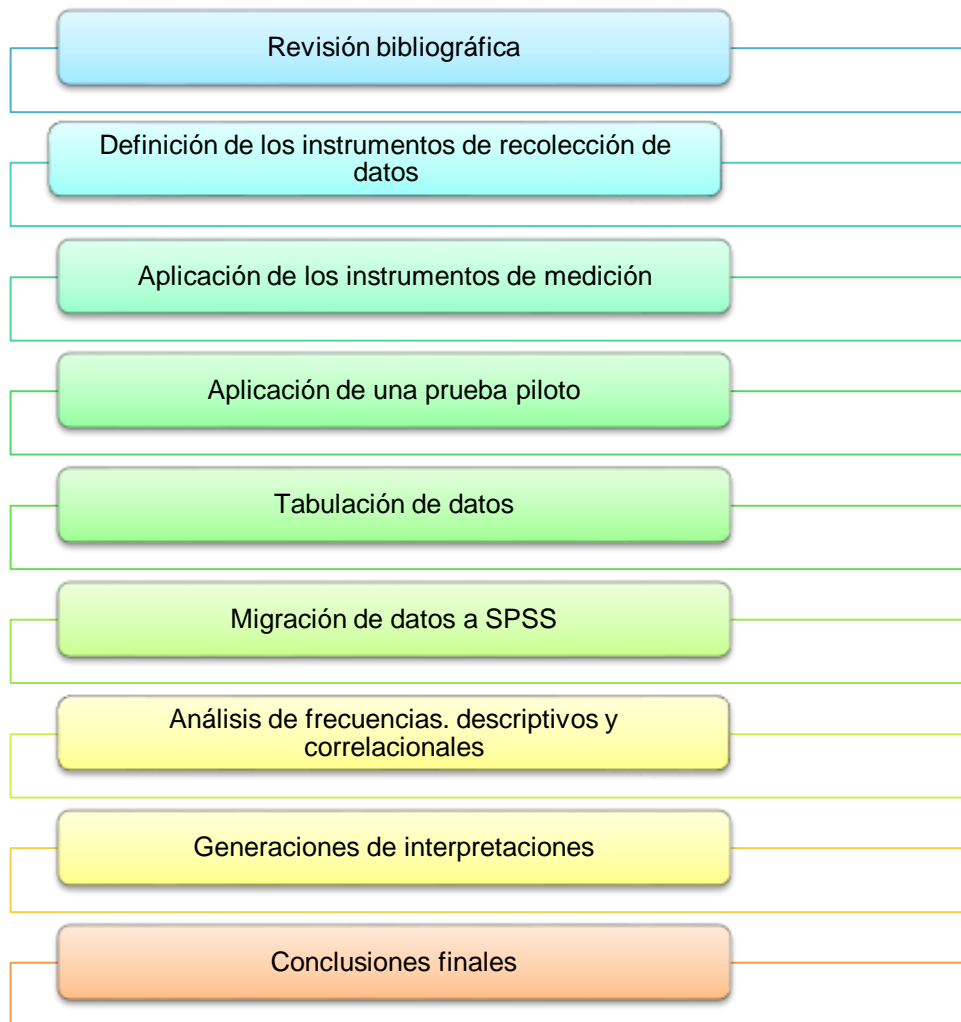 Revisión bibliográfica
Definición de los instrumentos de recolección de
datos
Aplicación de los instrumentos de medición
Aplicación de una prueba piloto
Tabulación de datos
Migración de datos a SPSS
Análisis de frecuencias. descriptivos y
correlacionales
Generaciones de interpretaciones
Conclusiones finales